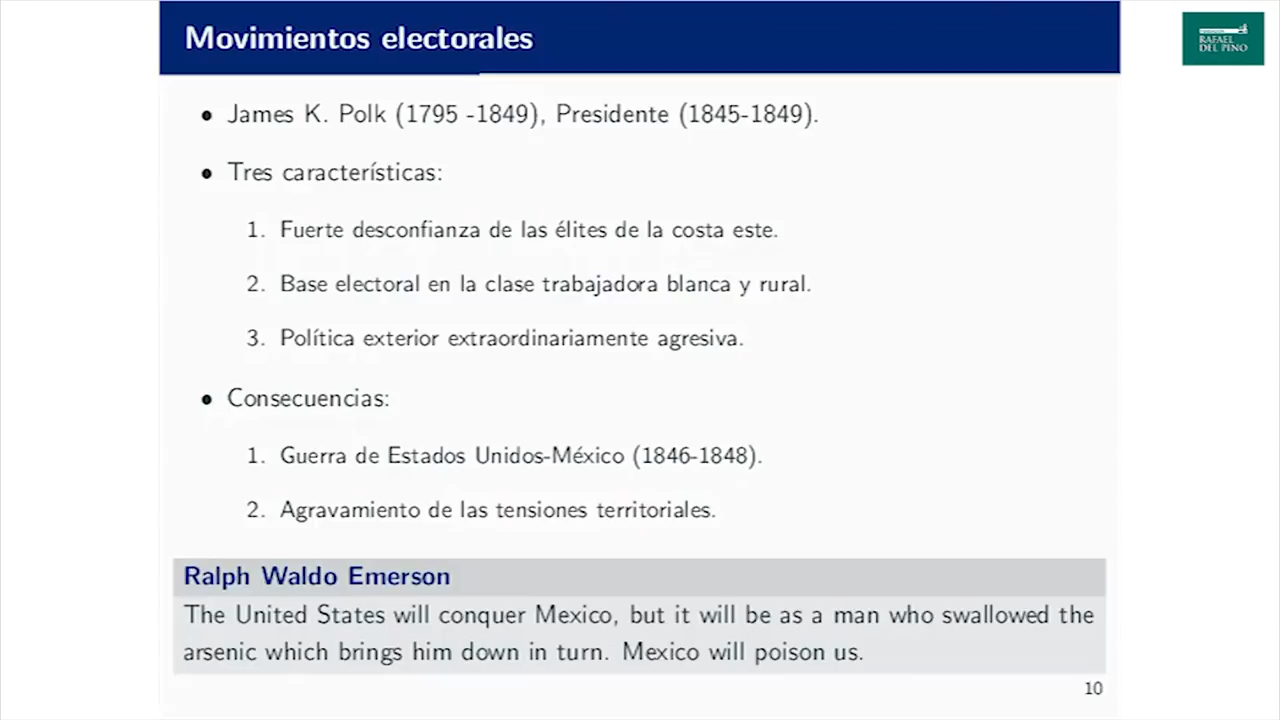 Movimientos electorales
RAFAEL
DEL PINO
• James K. Polk (1795 -1849), Presidente (1845-1849).
• Tres características:
1. Fuerte desconfianza de las élites de la costa este.
2. Base electoral en la clase trabajadora blanca y rural.
3. Política exterior extraordinariamente agresiva.
• Consecuencias:
1. Guerra de Estados Unidos-México (1846-1848).
2. Agravamiento de las tensiones territoriales.
Ralph Waldo Emerson
The United States will conquer Mexico, but it will be as a man who swallowed the
arsenic which brings him down in turn. Mexico will poison us.
10